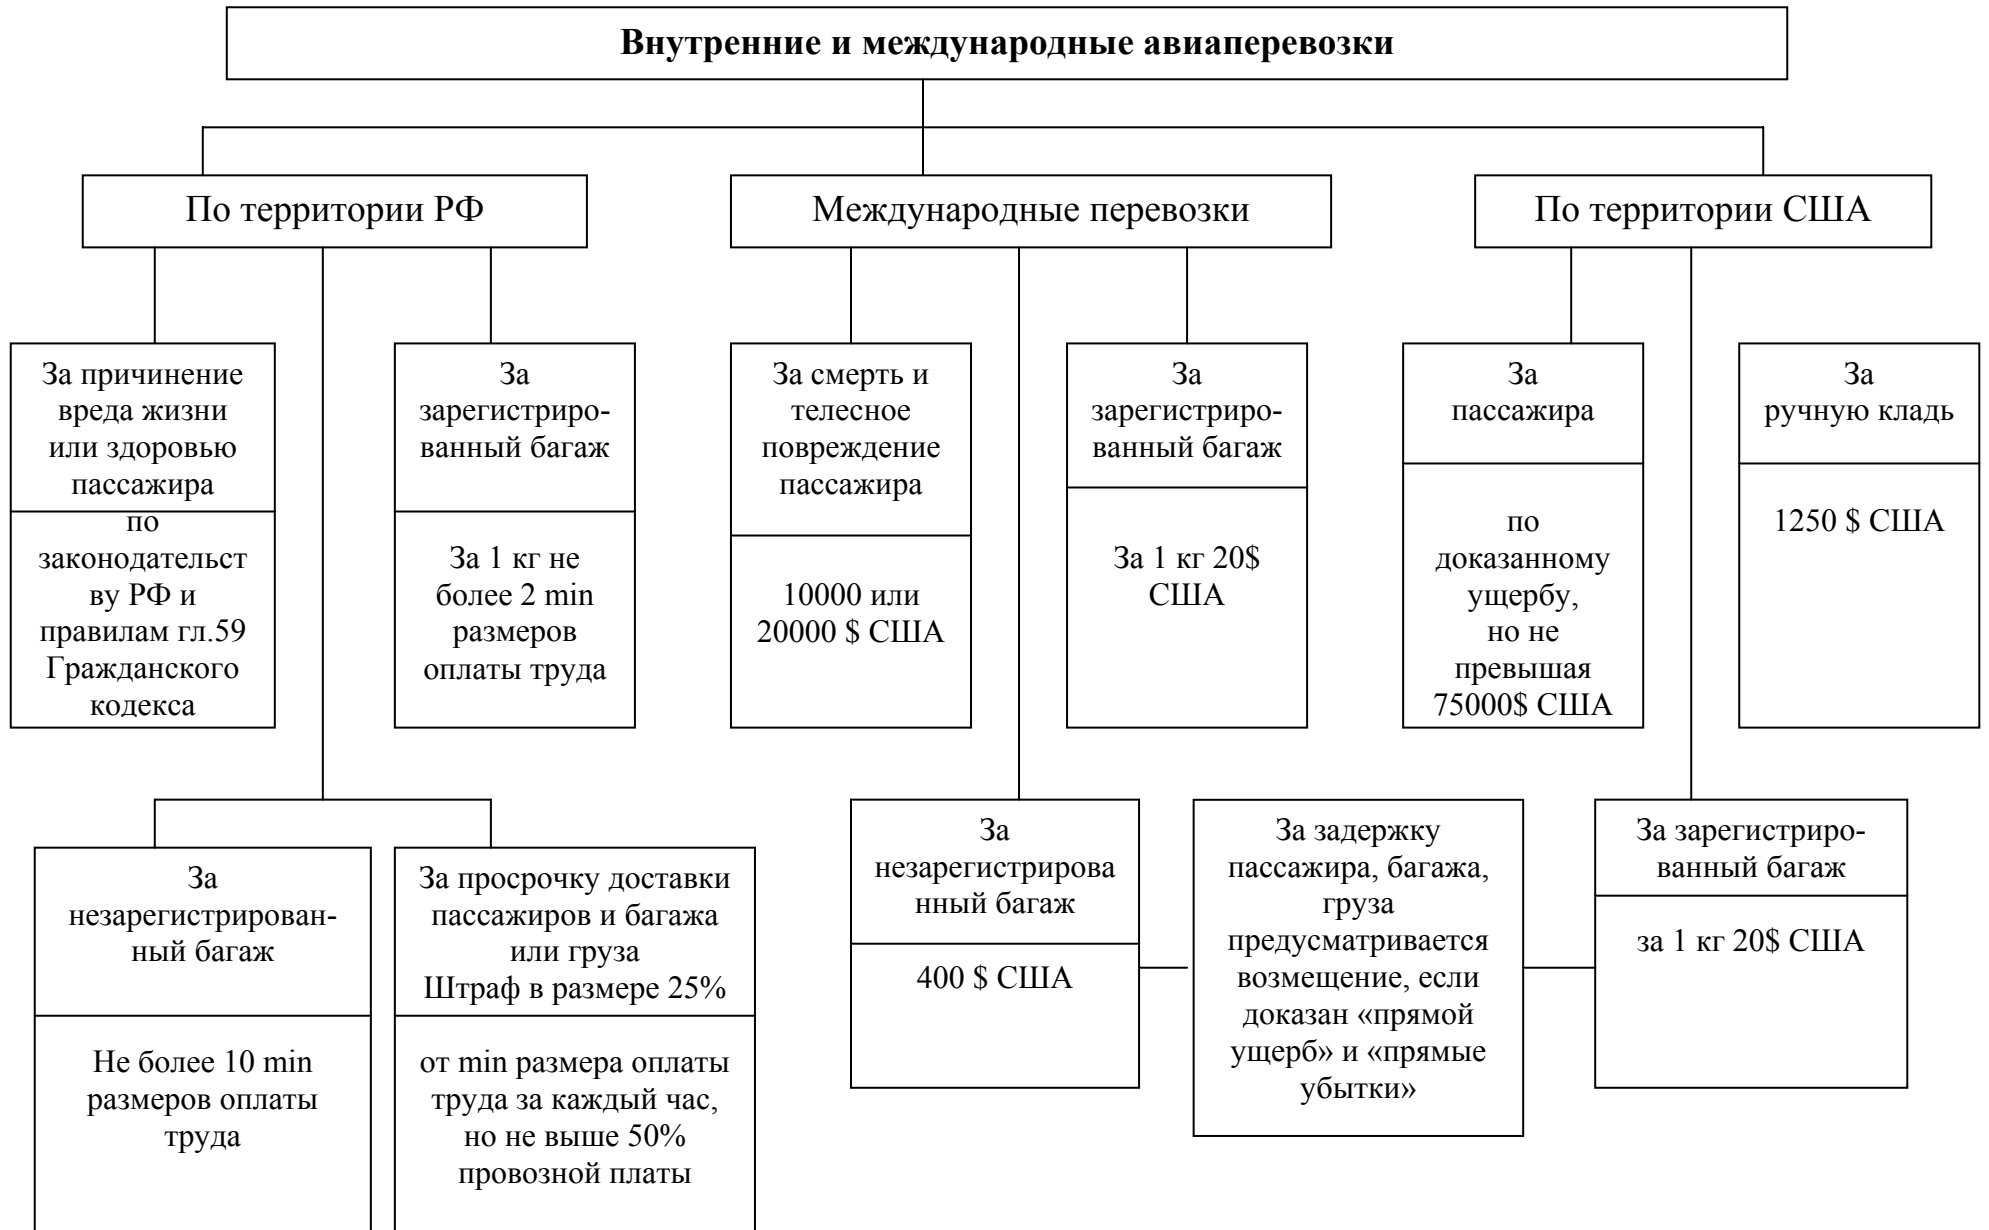 Внутренние и международные авиаперевозки
По территории РФ
Международные перевозки
По территории США
За причинение
вреда жизни
или здоровью
пассажира
по
законодательст
ву РФ и
правилам гл.59
Гражданского
кодекса
За
зарегистриро-
ванный багаж
За 1 кг не
более 2 min
размеров
оплаты труда
За смерть и
телесное
повреждение
пассажира
10000 или
20000 $ США
За
зарегистриро-
ванный багаж
За 1 кг 20$
США
За
пассажира
по
доказанному
ущербу,
но не
превышая
75000$ США
За
ручную кладь
1250 $ США
За
незарегистрирован-
ный багаж
Не более 10 min
размеров оплаты
труда
За просрочку доставки
пассажиров и багажа
или груза
Штраф в размере 25%
от min размера оплаты
труда за каждый час,
но не выше 50%
провозной платы
За
незарегистрирова
нный багаж
400 $ США
За задержку
пассажира, багажа,
груза
предусматривается
возмещение, если
доказан «прямой
ущерб» и «прямые
убытки»
За зарегистриро-
ванный багаж
за 1 кг 20$ США